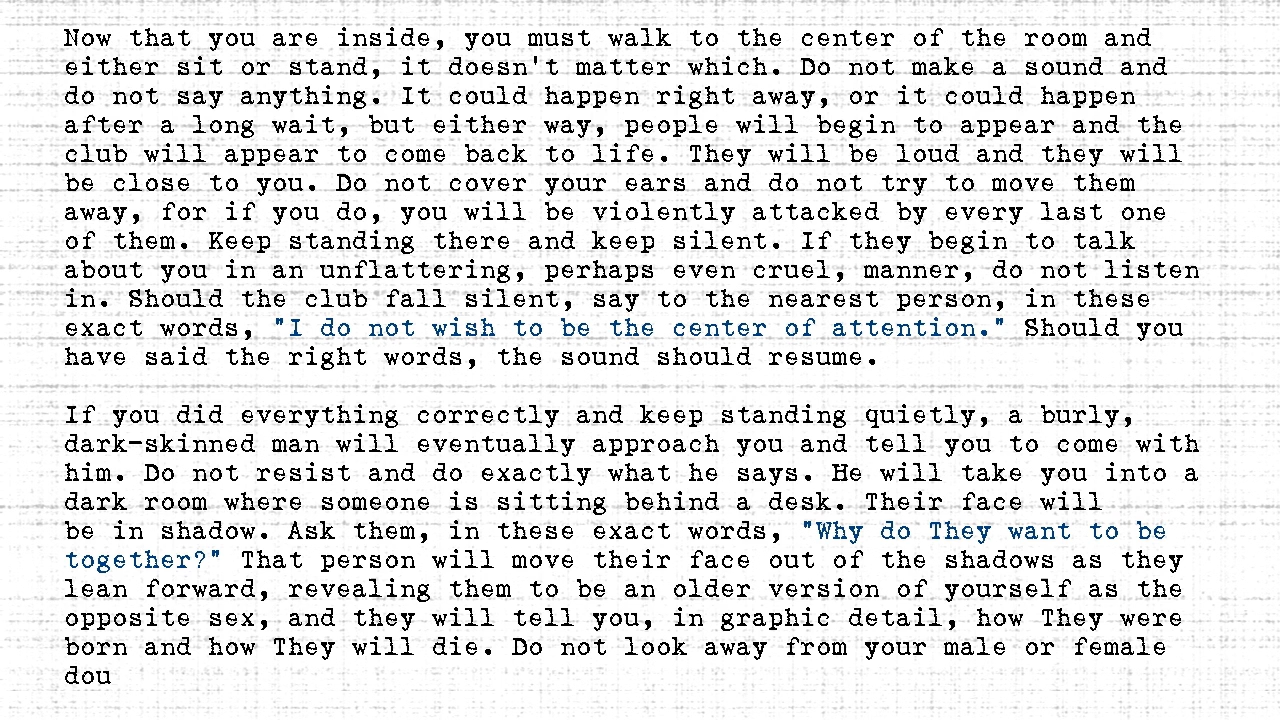 Now that you are inside, you must walk to the center of the room and
either sit or stand, it doesn't matter which. Do not make a sound and
do not say anything. It could happen right away, or it could happen
after a long wait, but either way, people will begin to appear and the
club will appear to come back to life. They will be loud and they will
be close to you. Do not cover your ears and do not try to move them
away, for if you do, you will be violently attacked by every last one
of them. Keep standing there and keep silent. If they begin to talk
about you in an unflattering, perhaps even cruel, manner, do not listen
in. Should the club fall silent, say to the nearest person, in these
exact words, "I do not wish to be the center of attention." Should you
have said the right words, the sound should resume.

If you did everything correctly and keep standing quietly, a burly,
dark-skinned man will eventually approach you and tell you to come with
him. Do not resist and do exactly what he says. He will take you into a
dark room where someone is sitting behind a desk. Their face will
be in shadow. Ask them, in these exact words, "Why do They want to be
together?" That person will move their face out of the shadows as they
lean forward, revealing them to be an older version of yourself as the
opposite sex, and they will tell you, in graphic detail, how They were
born and how They will die. Do not look away from your male or female
dou